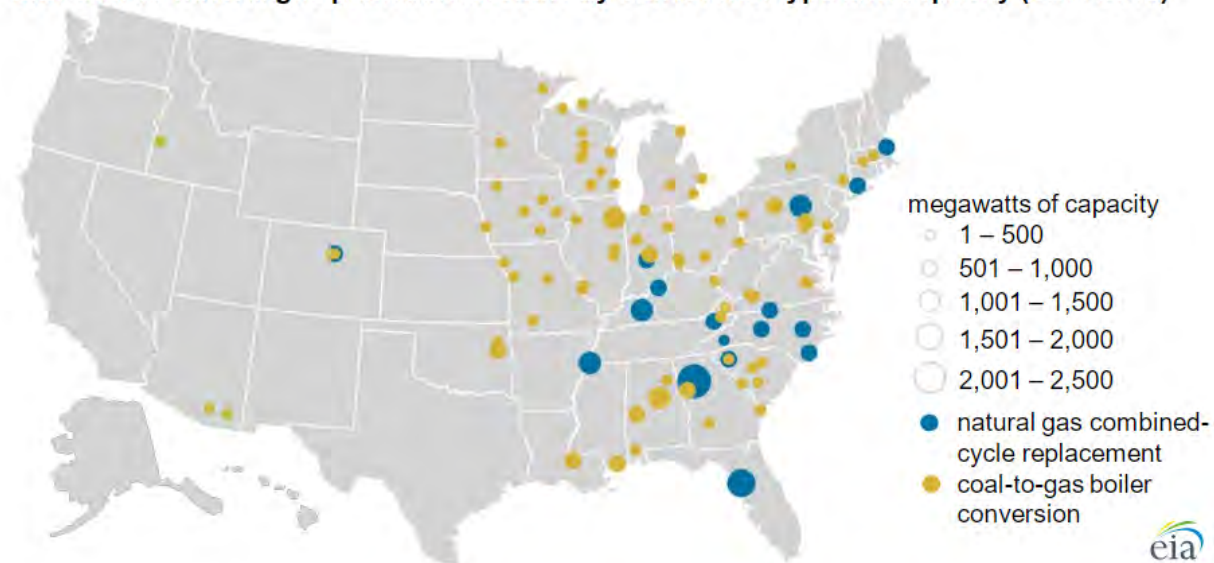 megawatts of capacity
1 – 500
501 – 1,000
1,001 – 1,500
1,501 – 2,000
2,001 – 2,500
natural gas combined-
cycle replacement
coal-to-gas boiler
conversion
eia